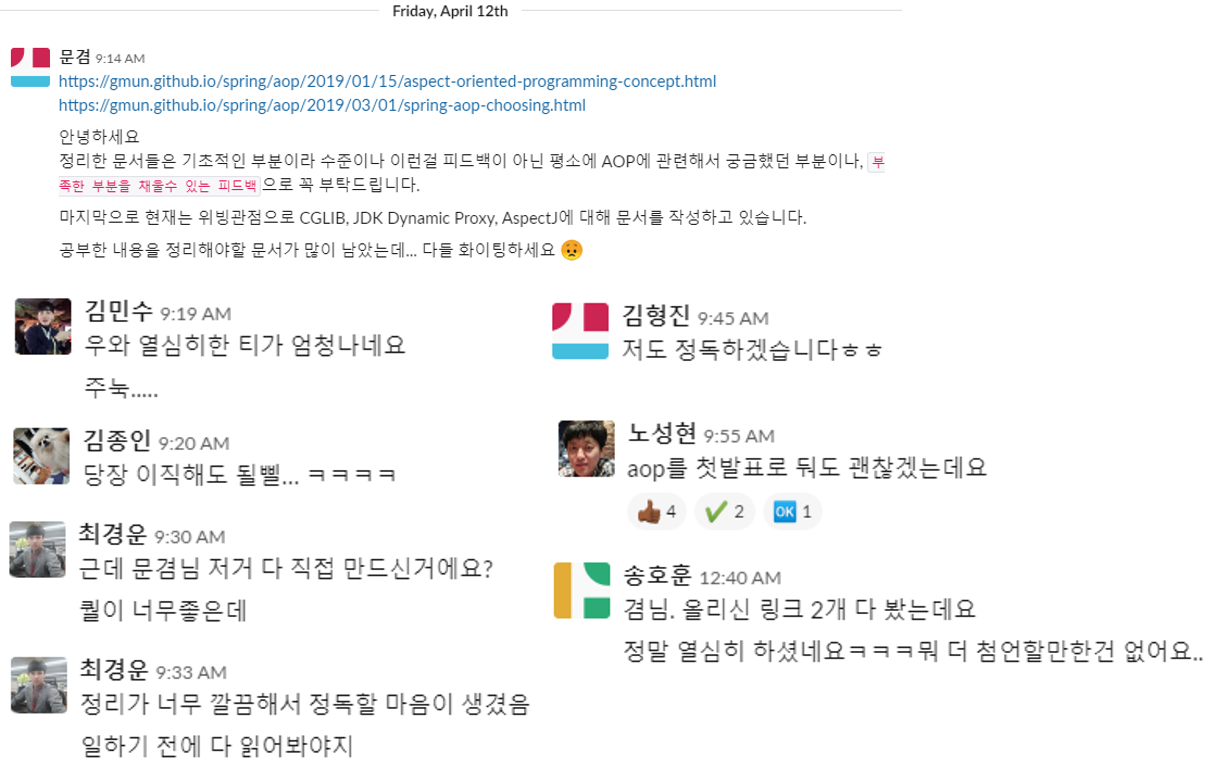 Friday, April 12th
문겸 9:14 AM
https://gmun.github.io/spring/aop/2019/01/15/aspect-oriented-programming-concept.html
https://gmun.github.io/spring/aop/2019/03/01/spring-aop-choosing.html
안녕하세요
정리한 문서들은 기초적인 부분이라 수준이나 이런걸 피드백이 아닌 평소에 AOP에 관련해서 궁금했던 부분이나, 부
족한 부분을 채울수 있는 피드백으로 꼭 부탁드립니다.
마지막으로 현재는 위빙관점으로 CGLIB, JDK Dynamic Proxy, AspectJ에 대해 문서를 작성하고 있습니다.
공부한 내용을 정리해야할 문서가 많이 남았는데... 다들 화이팅하세요
김민수 9:19 AM
우와 열심히한 티가 엄청나네요
주눅.....
김종인 9:20 AM
당장 이직해도 될삘... ㅋㅋㅋㅋ
최경운 9:30 AM
근데 문겸님 저거 다 직접 만드신거에요?
퀄이 너무좋은데
최경운 9:33 AM
정리가 너무 깔끔해서 정독할 마음이 생겼음
일하기 전에 다 읽어봐야지
김형진 9:45 AM
저도 정독하겠습니다ㅎㅎ
노성현 9:55 AM
aop를 첫발표로 둬도 괜찮겠는데요
4 2 OK 1
송호훈 12:40 AM
겸님. 올리신 링크 2개 다 봤는데요
정말 열심히 하셨네요ㅋㅋㅋ뭐 더 첨언할만한건 없어요..